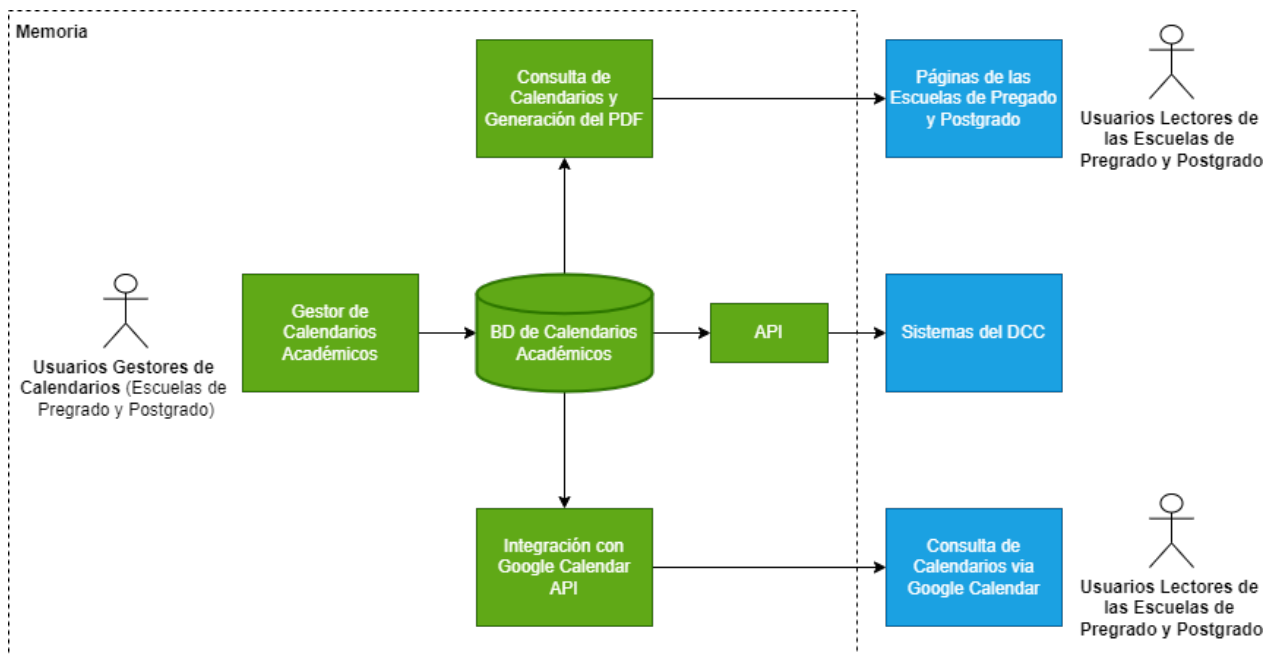 Memoria
Consulta de
Calendarios y
Generación del PDF
Páginas de las
Escuelas de Pregado
y Postgrado
Usuarios Lectores de
las Escuelas de
Pregrado y Postgrado
Usuarios Gestores de
Calendarios (Escuelas de
Pregrado y Postgrado)
Gestor de
Calendarios
Académicos
BD de Calendarios
Académicos
API
Sistemas del DCC
Integración con
Google Calendar
API
Consulta de
Calendarios via
Google Calendar
Usuarios Lectores de
las Escuelas de
Pregrado y Postgrado